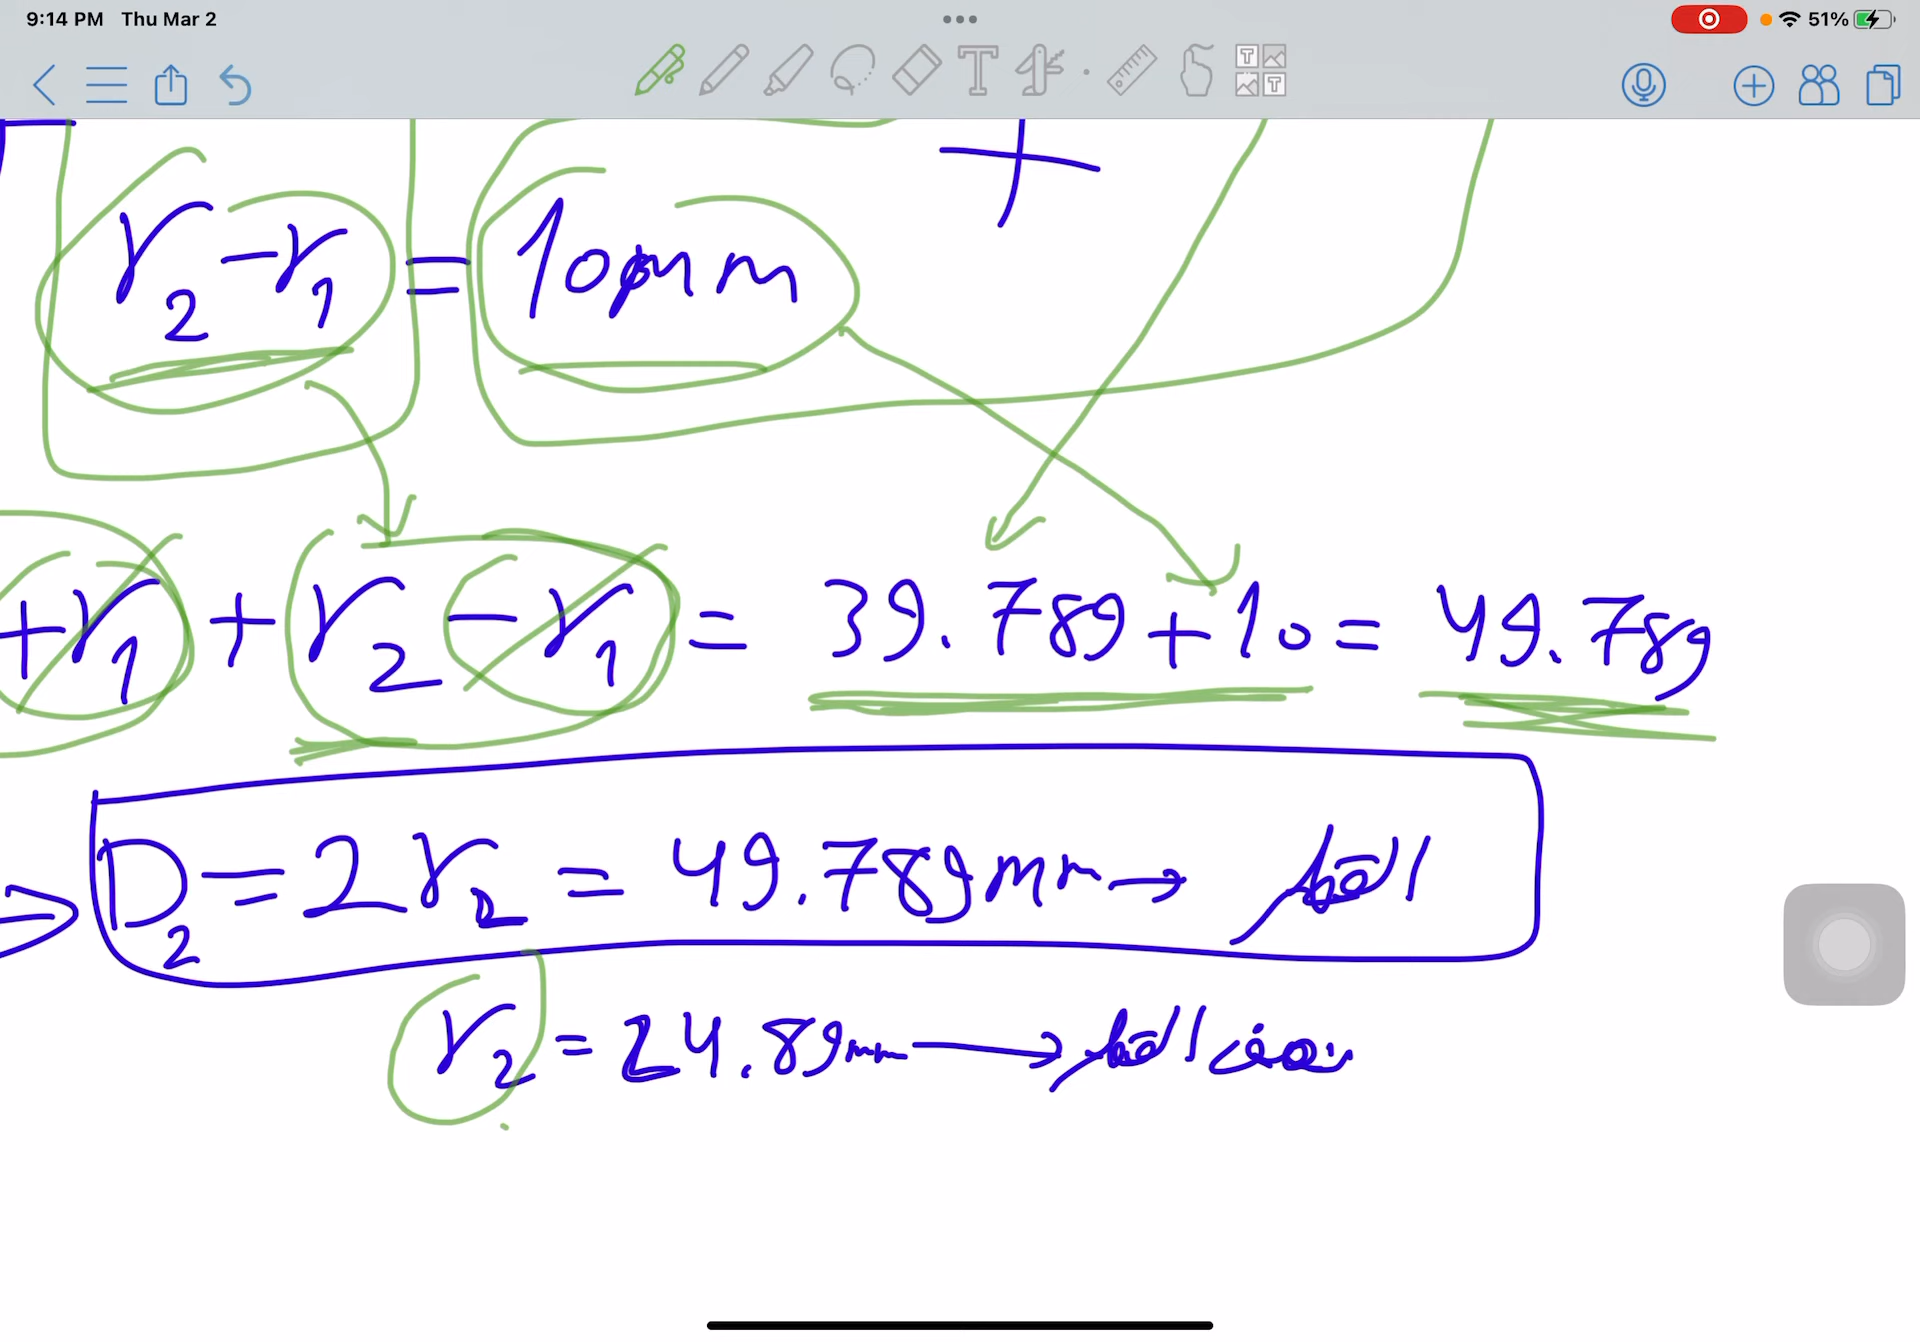 9:14 PM Thu Mar 2
51%
+
r₂ - r₁ = 10mm
+r₁ + r₂ - r₁ = 39.789 + 10 = 49.789
⇒ D₂ = 2r₂ = 49.789mm →
r₂ = 24.89mm →